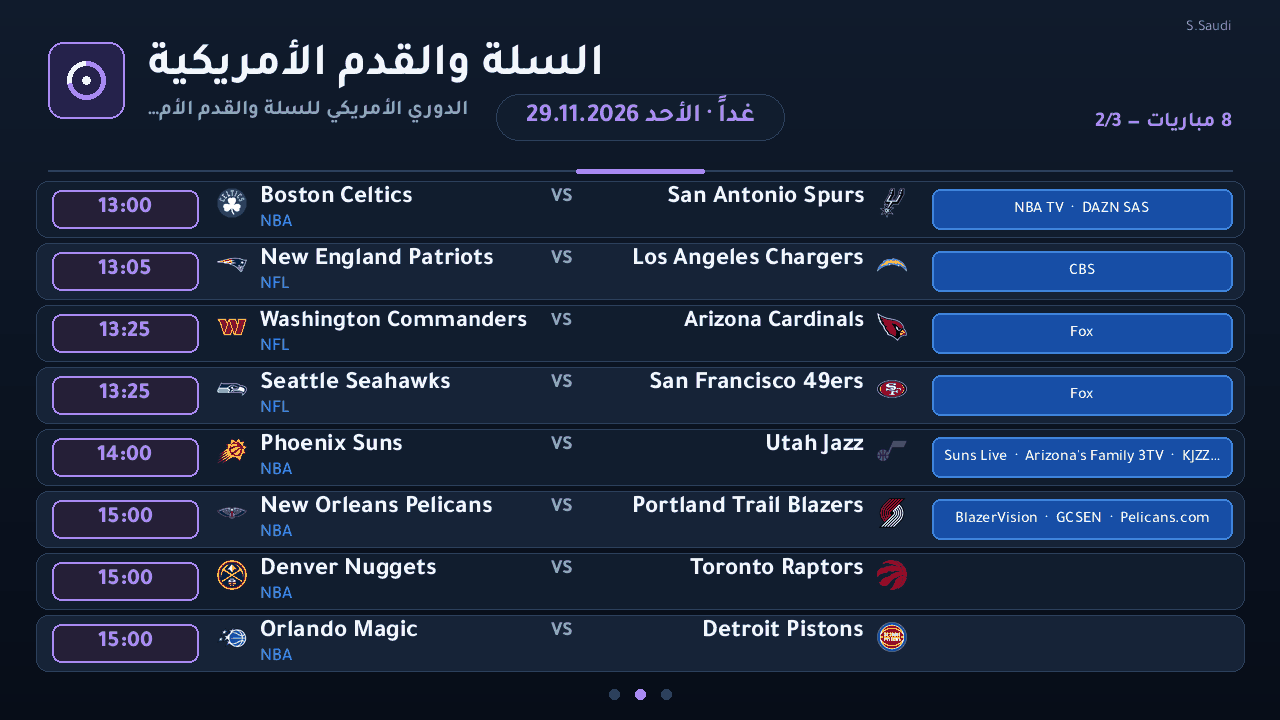 S.Saudi
السلة والقدم الأمريكية
الدوري الأمريكي للسلة والقدم الأم...
غداً · الأحد 29.11.2026
8 مباريات – 2/3
13:00 Boston Celtics VS San Antonio Spurs NBA TV · DAZN SAS
NBA
13:05 New England Patriots VS Los Angeles Chargers CBS
NFL
13:25 Washington Commanders VS Arizona Cardinals Fox
NFL
13:25 Seattle Seahawks VS San Francisco 49ers Fox
NFL
14:00 Phoenix Suns VS Utah Jazz Suns Live · Arizona's Family 3TV · KJZZ...
NBA
15:00 New Orleans Pelicans VS Portland Trail Blazers BlazerVision · GCSEN · Pelicans.com
NBA
15:00 Denver Nuggets VS Toronto Raptors
NBA
15:00 Orlando Magic VS Detroit Pistons
NBA